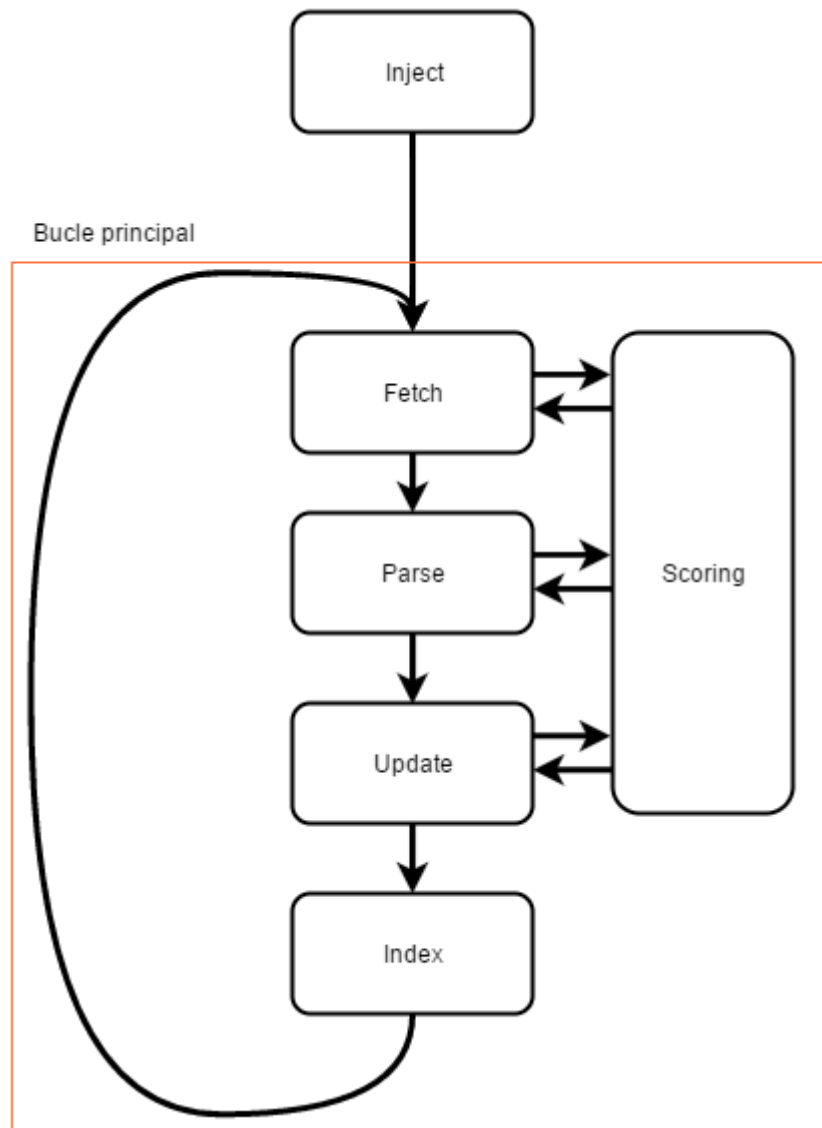 Inject
Bucle principal
Fetch
Parse
Scoring
Update
Index